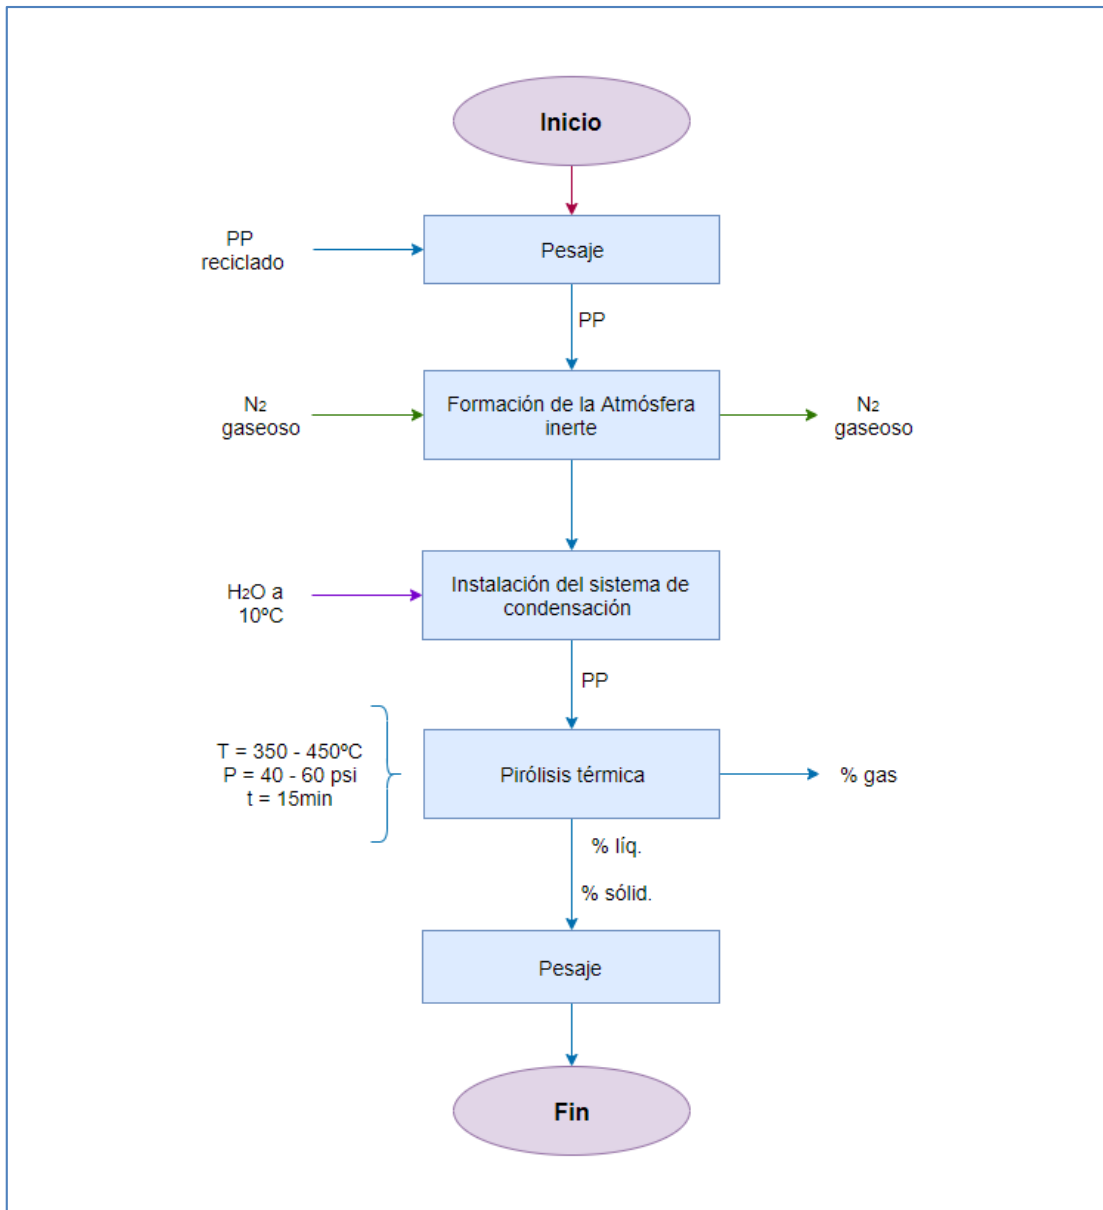 Inicio
PP
reciclado
Pesaje
PP
N2
gaseoso
Formación de la Atmósfera
inerte
N2
gaseoso
H2O a
10ºC
Instalación del sistema de
condensación
PP
T = 350 - 450ºC
P = 40 - 60 psi
t = 15min
Pirólisis térmica
% gas
% líq.
% sólid.
Pesaje
Fin